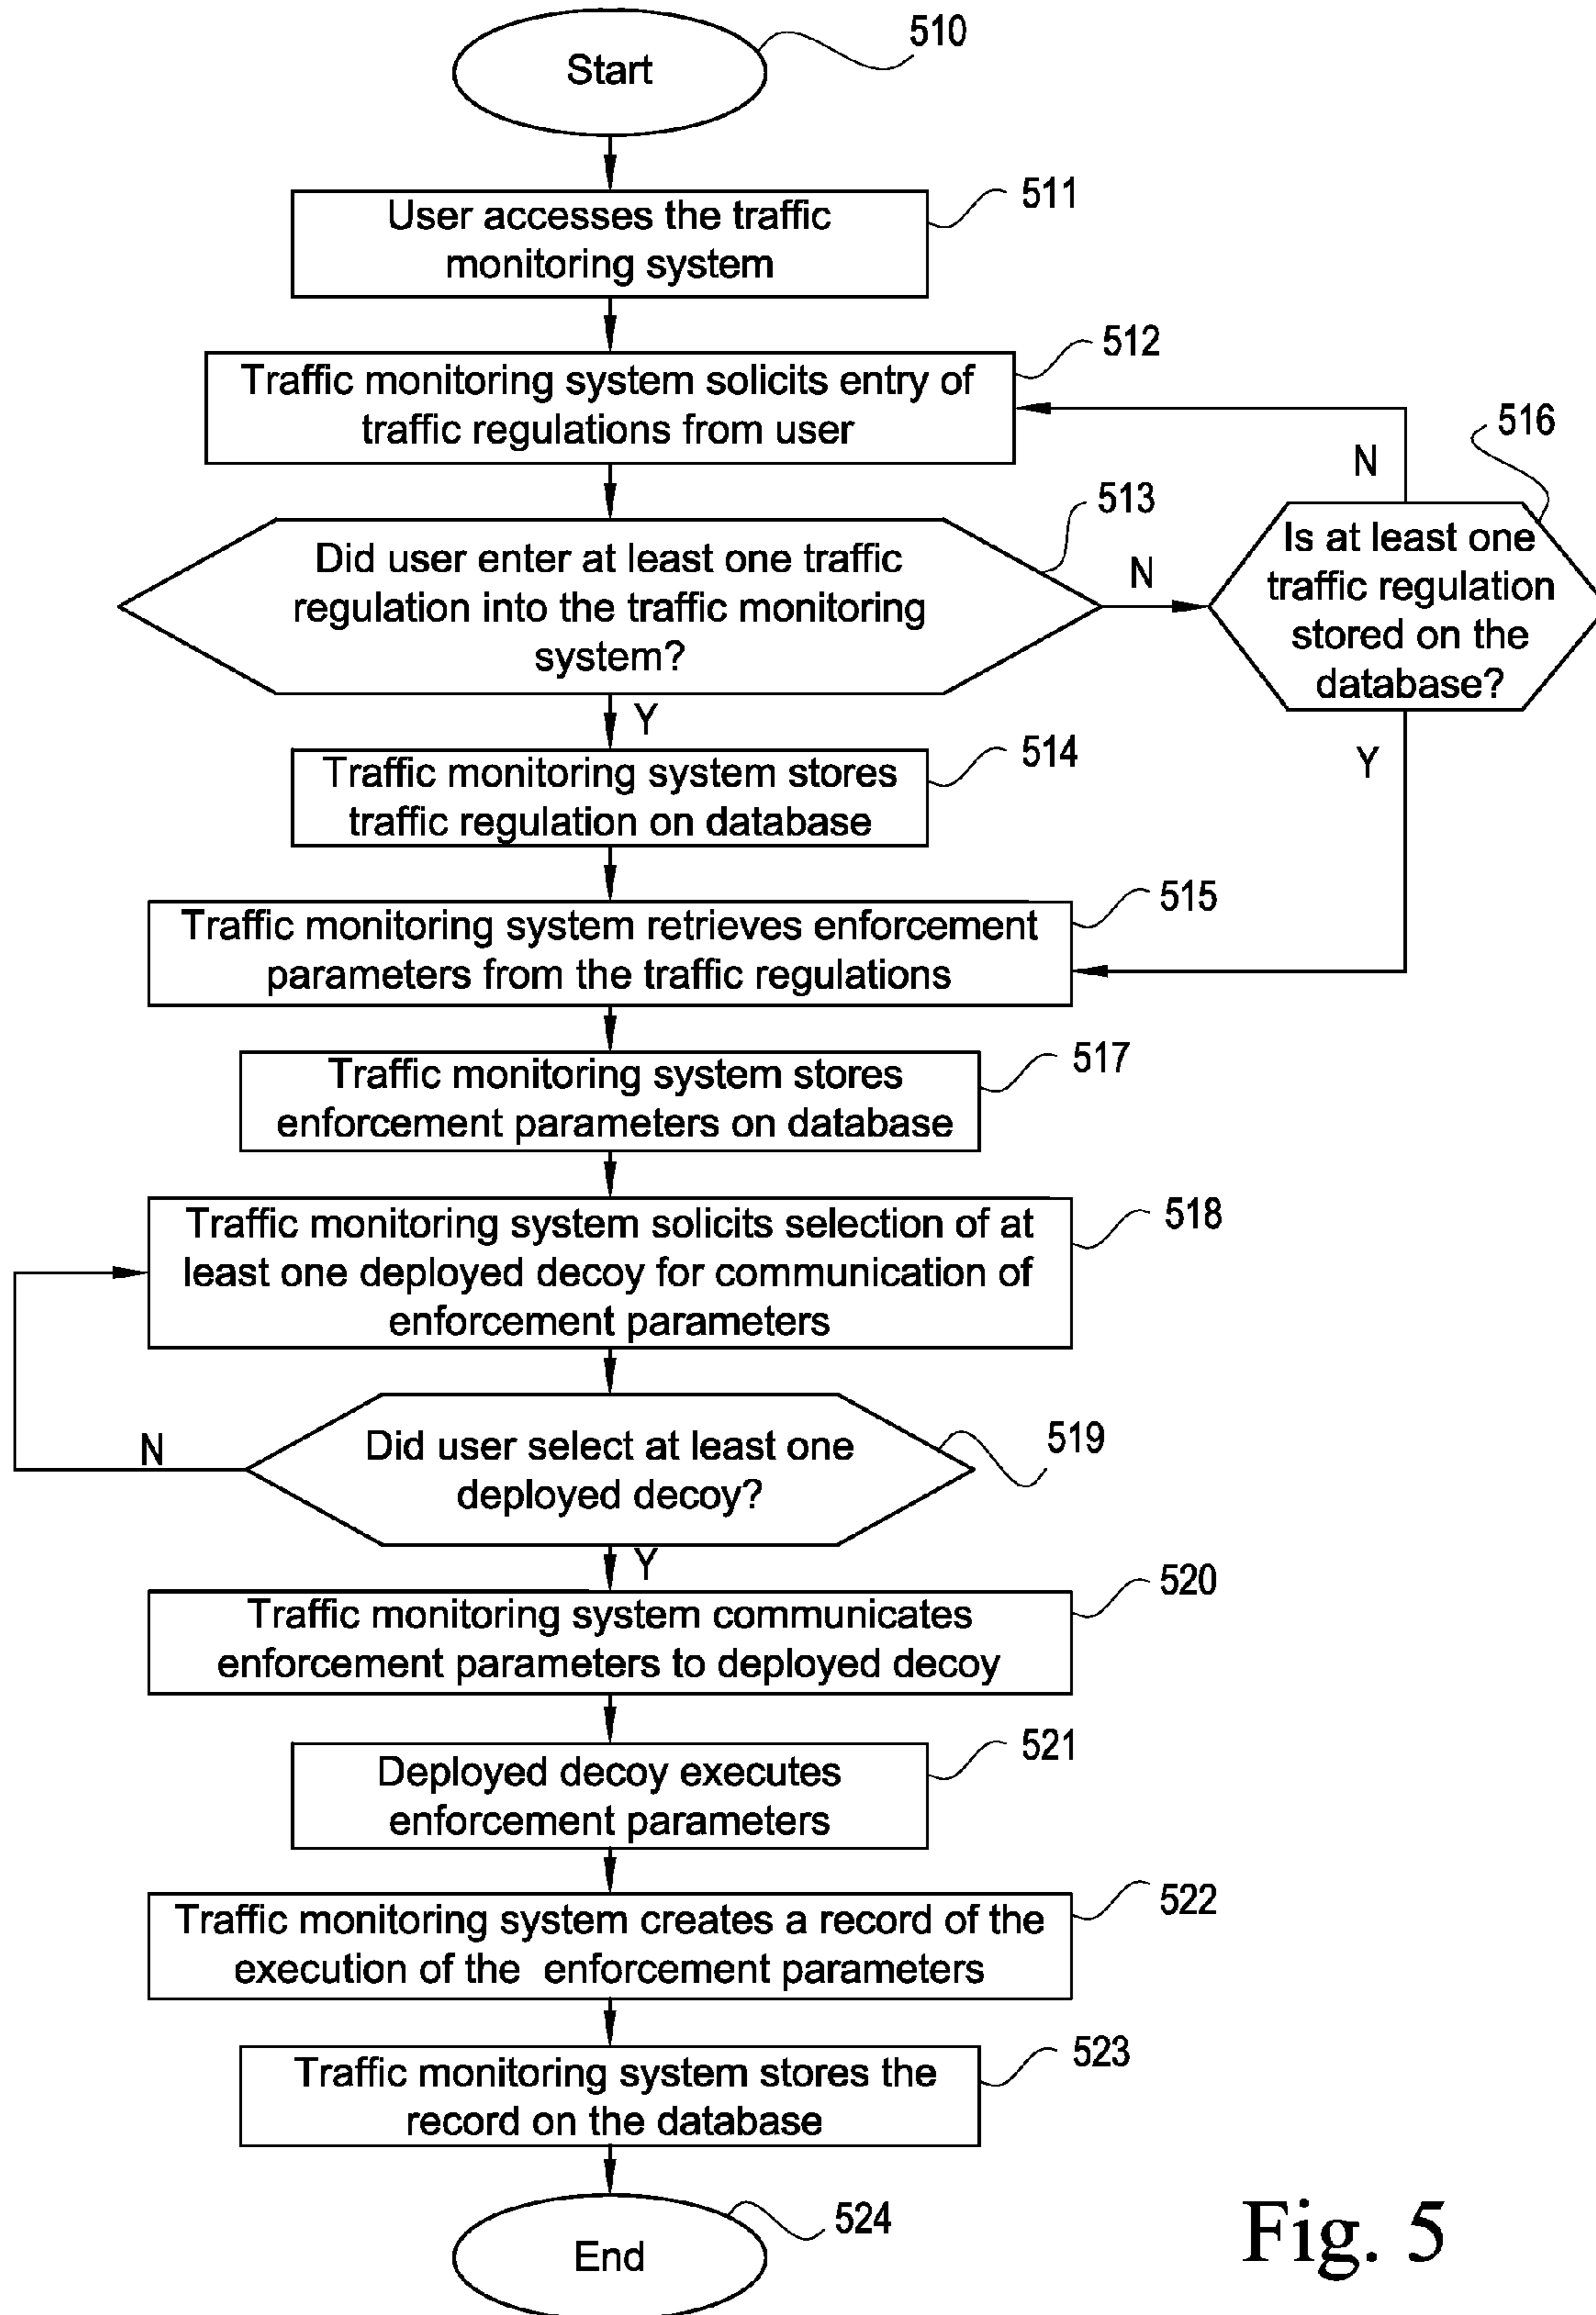 Start
510
User accesses the traffic
monitoring system
511
Traffic monitoring system solicits entry of
traffic regulations from user
512
Did user enter at least one traffic
regulation into the traffic monitoring
system?
513
N
Y
Is at least one
traffic regulation
stored on the
database?
516
N
Y
Traffic monitoring system stores
traffic regulation on database
514
Traffic monitoring system retrieves enforcement
parameters from the traffic regulations
515
Traffic monitoring system stores
enforcement parameters on database
517
Traffic monitoring system solicits selection of at
least one deployed decoy for communication of
enforcement parameters
518
Did user select at least one
deployed decoy?
519
N
Y
Traffic monitoring system communicates
enforcement parameters to deployed decoy
520
Deployed decoy executes
enforcement parameters
521
Traffic monitoring system creates a record of the
execution of the enforcement parameters
522
Traffic monitoring system stores the
record on the database
523
End
524
Fig. 5